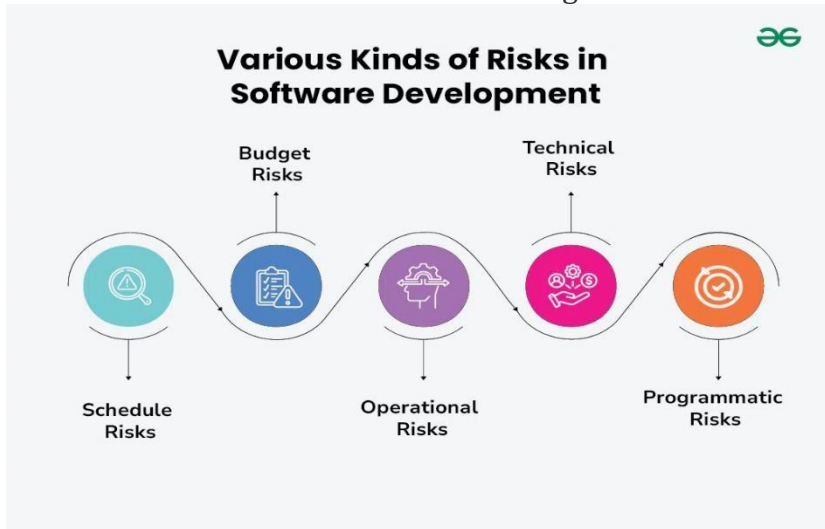 Various Kinds of Risks in
Software Development
Budget
Risks
Technical
Risks
Schedule
Risks
Operational
Risks
Programmatic
Risks